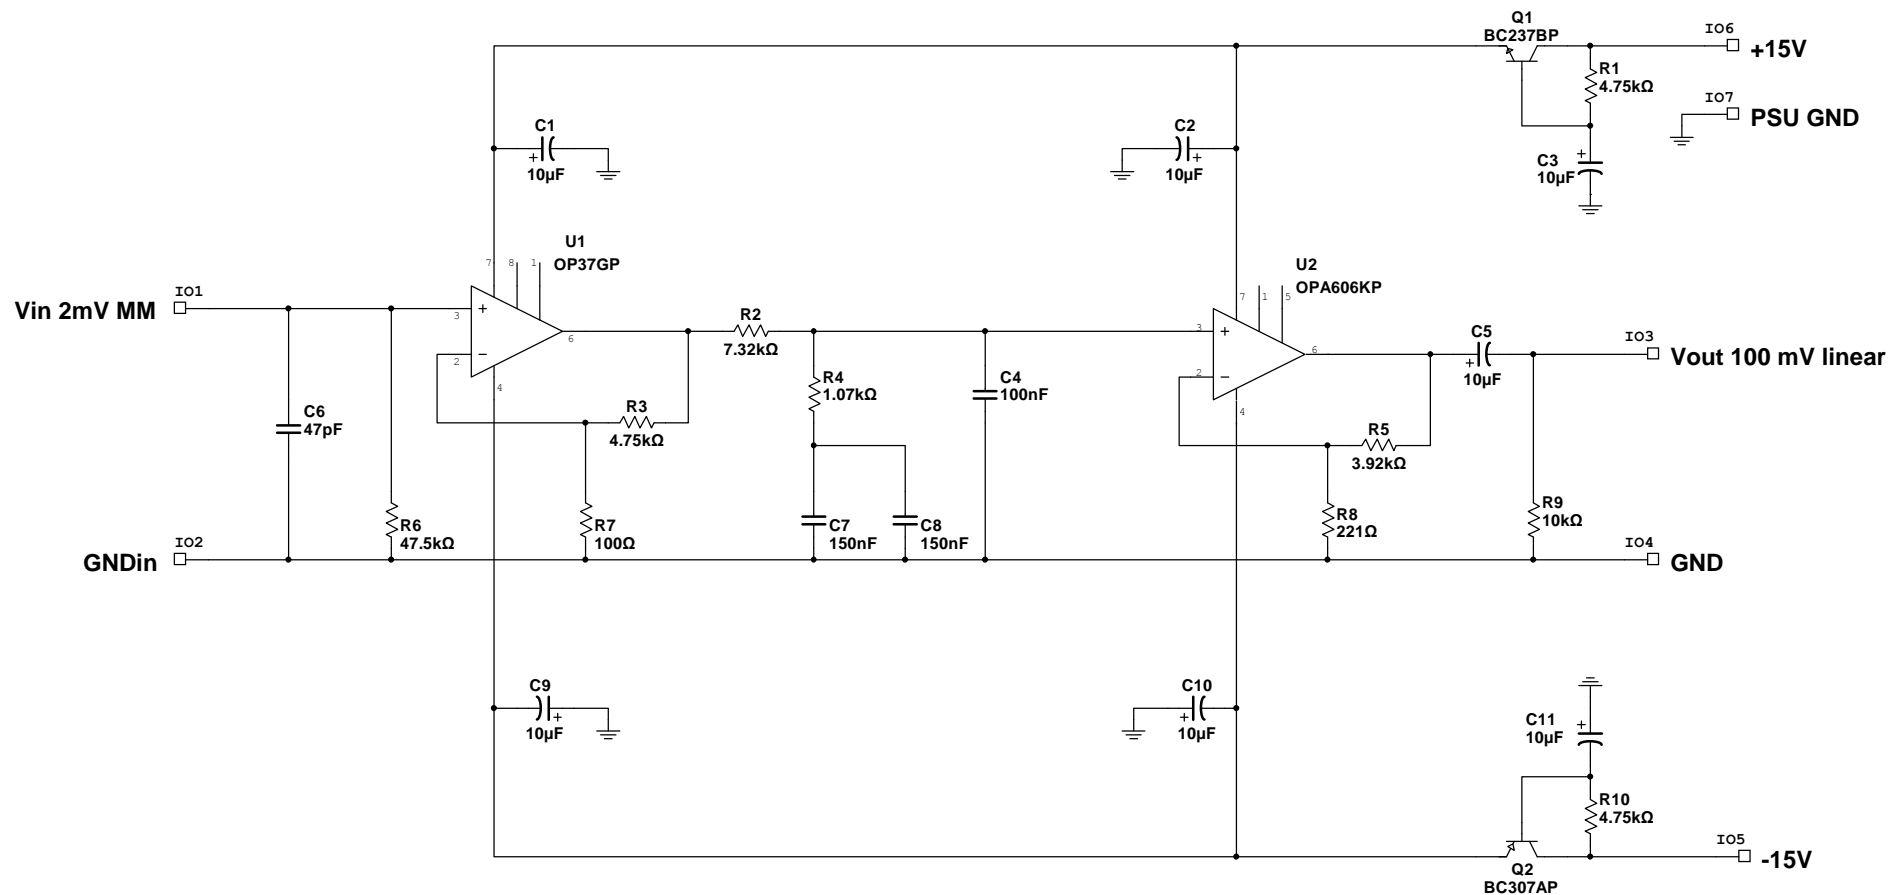 Q1
BC237BP
IO6
+15V
R1
4.75kΩ
IO7
PSU GND
C1
+
10µF
C2
+
10µF
C3
+
10µF
U1
OP37GP
7
8
1
U2
OPA606KP
7
1
5
IO1
Vin 2mV MM
3
+
2
−
6
4
R2
7.32kΩ
3
+
2
−
6
4
C5
+
10µF
IO3
Vout 100 mV linear
R4
1.07kΩ
C4
100nF
C6
47pF
R3
4.75kΩ
R5
3.92kΩ
R6
47.5kΩ
R7
100Ω
C7
150nF
C8
150nF
R8
221Ω
R9
10kΩ
IO2
GNDin
IO4
GND
C9
+
10µF
C10
+
10µF
C11
+
10µF
R10
4.75kΩ
IO5
-15V
Q2
BC307AP